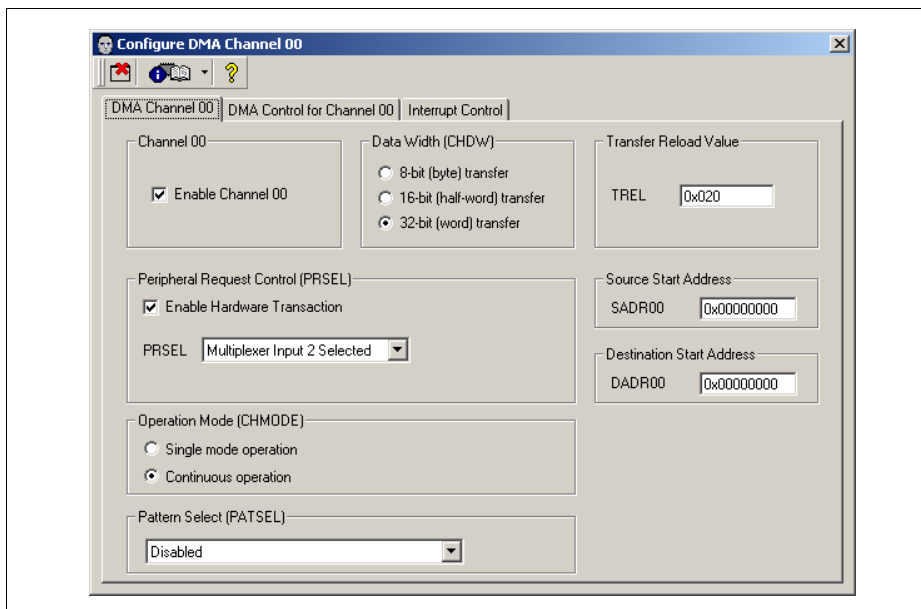 Configure DMA Channel 00
DMA Channel 00 DMA Control for Channel 00 Interrupt Control
Channel 00
Enable Channel 00
Data Width (CHDW)
8-bit (byte) transfer
16-bit (half-word) transfer
32-bit (word) transfer
Transfer Reload Value
TREL 0x020
Peripheral Request Control (PRSEL)
Enable Hardware Transaction
PRSEL Multiplexer Input 2 Selected
Source Start Address
SADR00 0x00000000
Destination Start Address
DADR00 0x00000000
Operation Mode (CHMODE)
Single mode operation
Continuous operation
Pattern Select (PATSEL)
Disabled